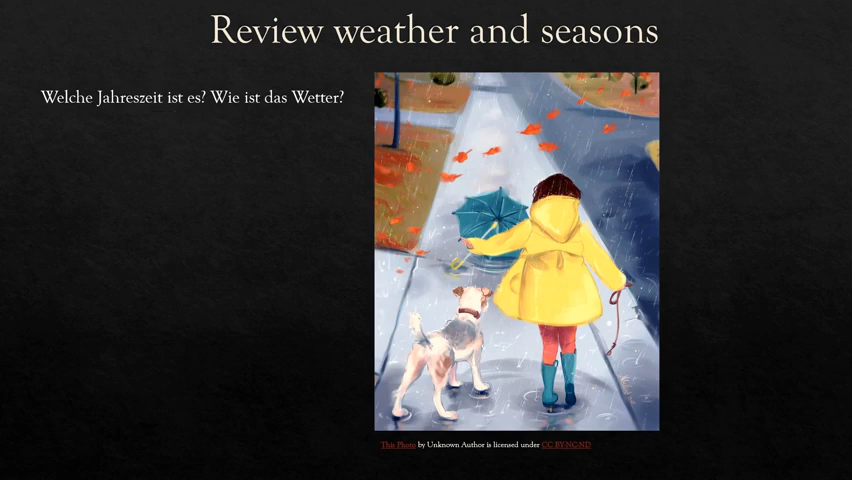 Review weather and seasons
Welche Jahreszeit ist es? Wie ist das Wetter?
This Photo by Unknown Author is licensed under CC BY-NC-ND